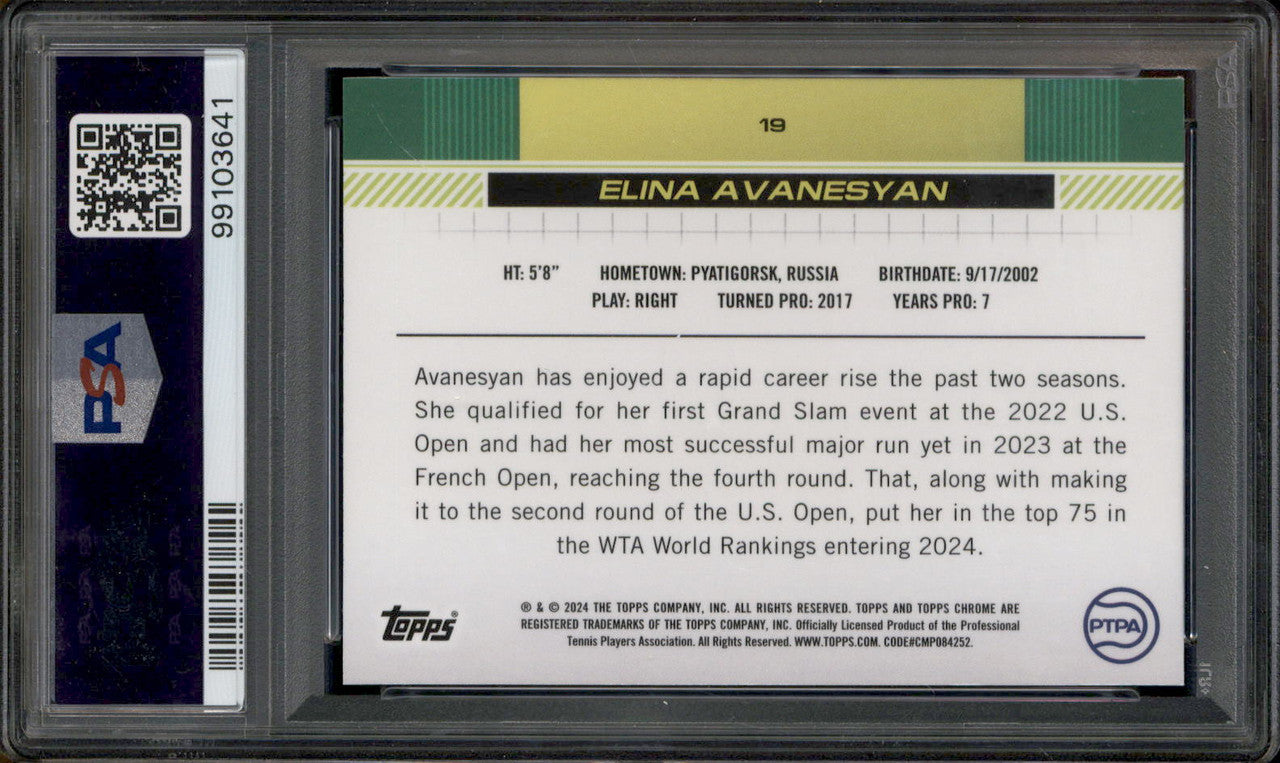 99103641
PSA
19
ELINA AVANESYAN
HT: 5'8" HOMETOWN: PYATIGORSK, RUSSIA BIRTHDATE: 9/17/2002
PLAY: RIGHT TURNED PRO: 2017 YEARS PRO: 7
Avanesyan has enjoyed a rapid career rise the past two seasons.
She qualified for her first Grand Slam event at the 2022 U.S.
Open and had her most successful major run yet in 2023 at the
French Open, reaching the fourth round. That, along with making
it to the second round of the U.S. Open, put her in the top 75 in
the WTA World Rankings entering 2024.
Topps®
® & © 2024 THE TOPPS COMPANY, INC. ALL RIGHTS RESERVED. TOPPS AND TOPPS CHROME ARE
REGISTERED TRADEMARKS OF THE TOPPS COMPANY, INC. Officially Licensed Product of the Professional
Tennis Players Association. All Rights Reserved. WWW.TOPPS.COM. CODE#CMP084252.
PTPA
PSA